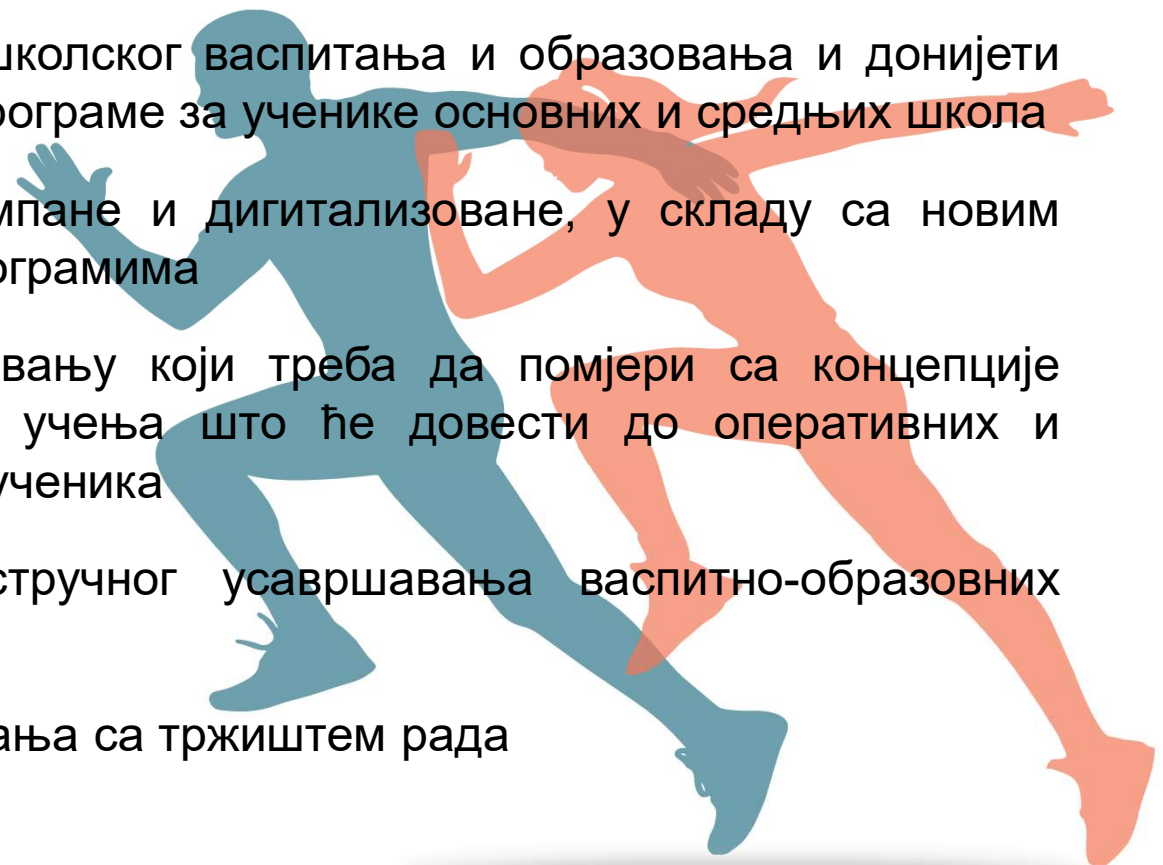 школског васпитања и образовања и донијети
рограме за ученике основних и средњих школа
мпане и дигитализоване, у складу са новим
ограмима
вању који треба да помјери са концепције
учења што ће довести до оперативних и
ученика
стручног усавршавања васпитно-образовних
ања са тржиштем рада